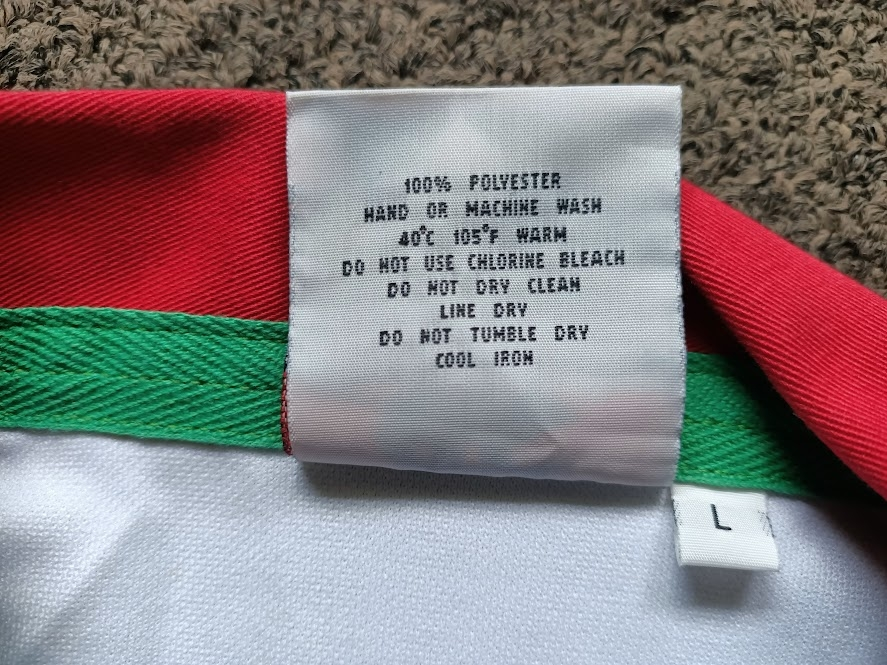 100% POLYESTER
HAND OR MACHINE WASH
40°C 105°F WARM
DO NOT USE CHLORINE BLEACH
DO NOT DRY CLEAN
LINE DRY
DO NOT TUMBLE DRY
COOL IRON
L